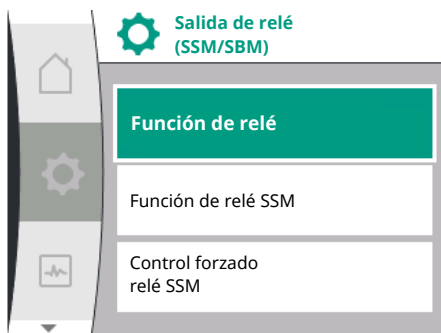 Salida de relé
(SSM/SBM)
Función de relé
Función de relé SSM
Control forzado
relé SSM